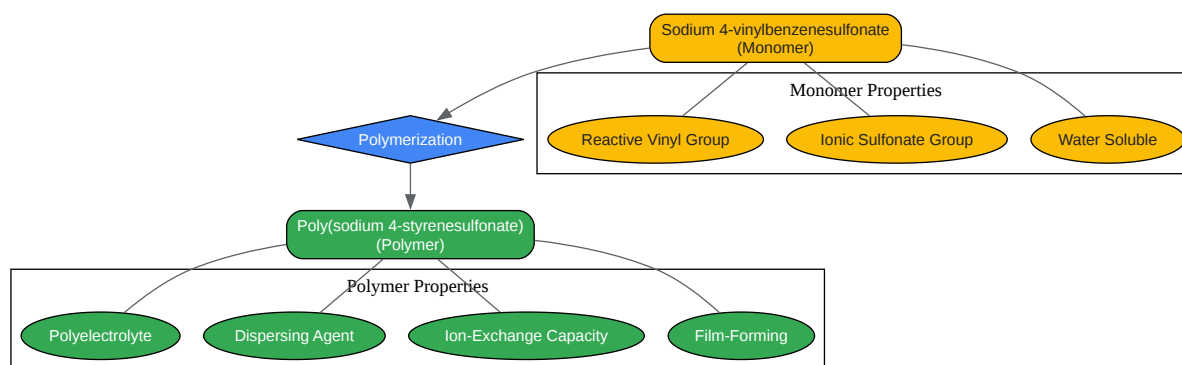 Sodium 4-vinylbenzenesulfonate
(Monomer)
Monomer Properties
Polymerization
Reactive Vinyl Group
Ionic Sulfonate Group
Water Soluble
Poly(sodium 4-styrenesulfonate)
(Polymer)
Polymer Properties
Polyelectrolyte
Dispersing Agent
Ion-Exchange Capacity
Film-Forming